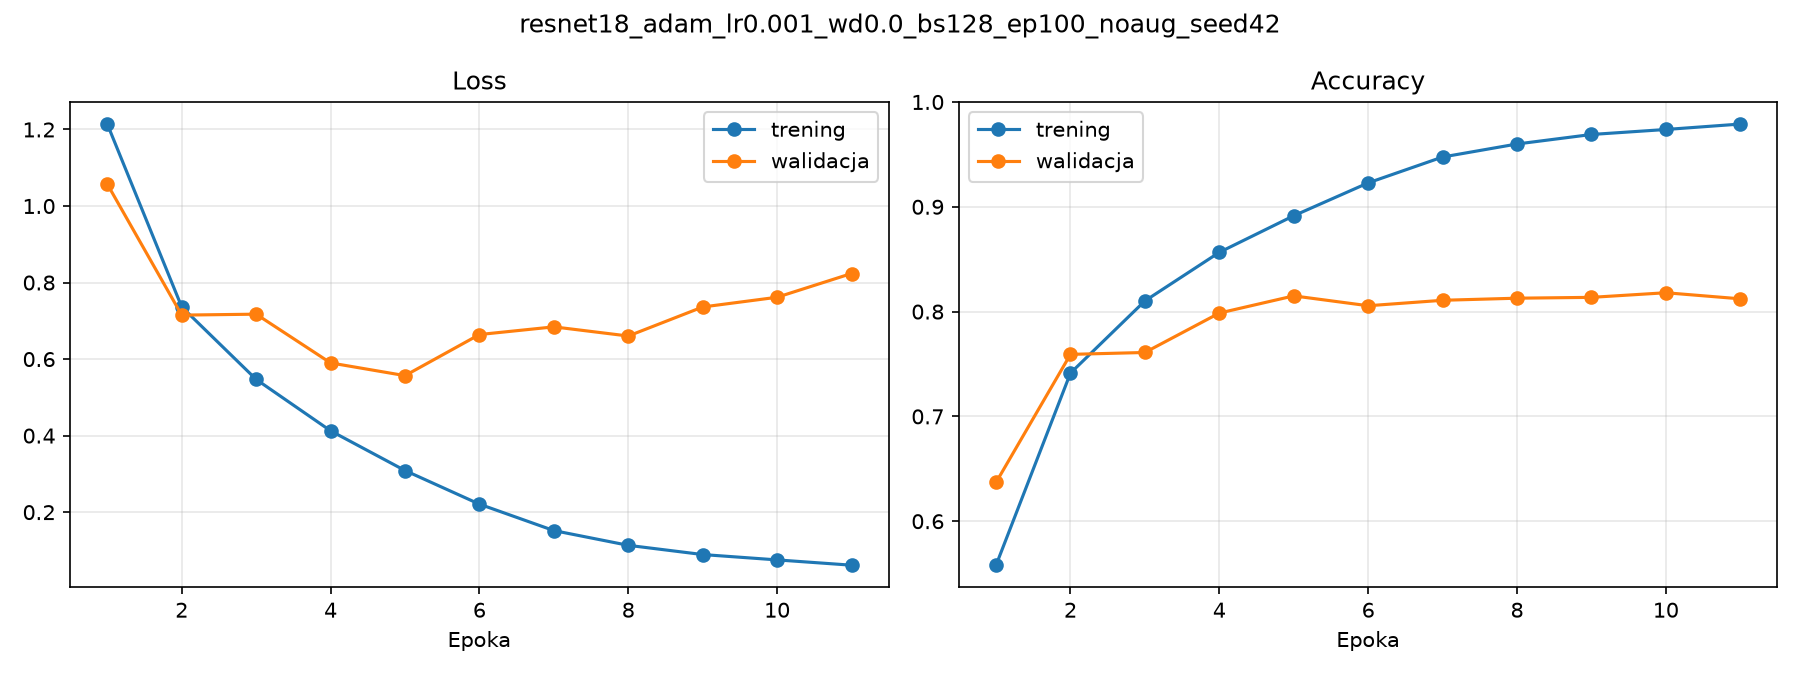 resnet18_adam_lr0.001_wd0.0_bs128_ep100_noaug_seed42
Loss
trening
walidacja
1.2
1.0
0.8
0.6
0.4
0.2
2 4 6 8 10
Epoka
Accuracy
trening
walidacja
1.0
0.9
0.8
0.7
0.6
2 4 6 8 10
Epoka